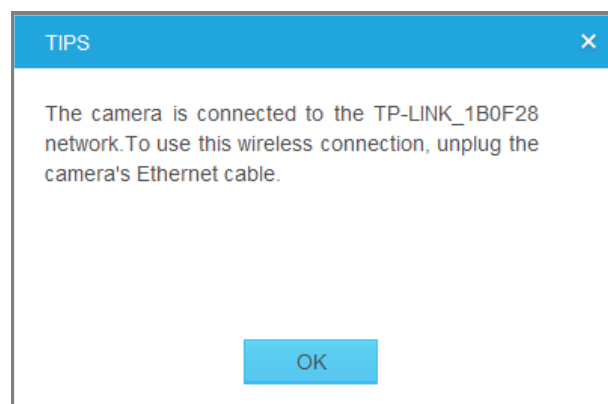 TIPS
The camera is connected to the TP-LINK_1B0F28
network.To use this wireless connection, unplug the
camera's Ethernet cable.
OK